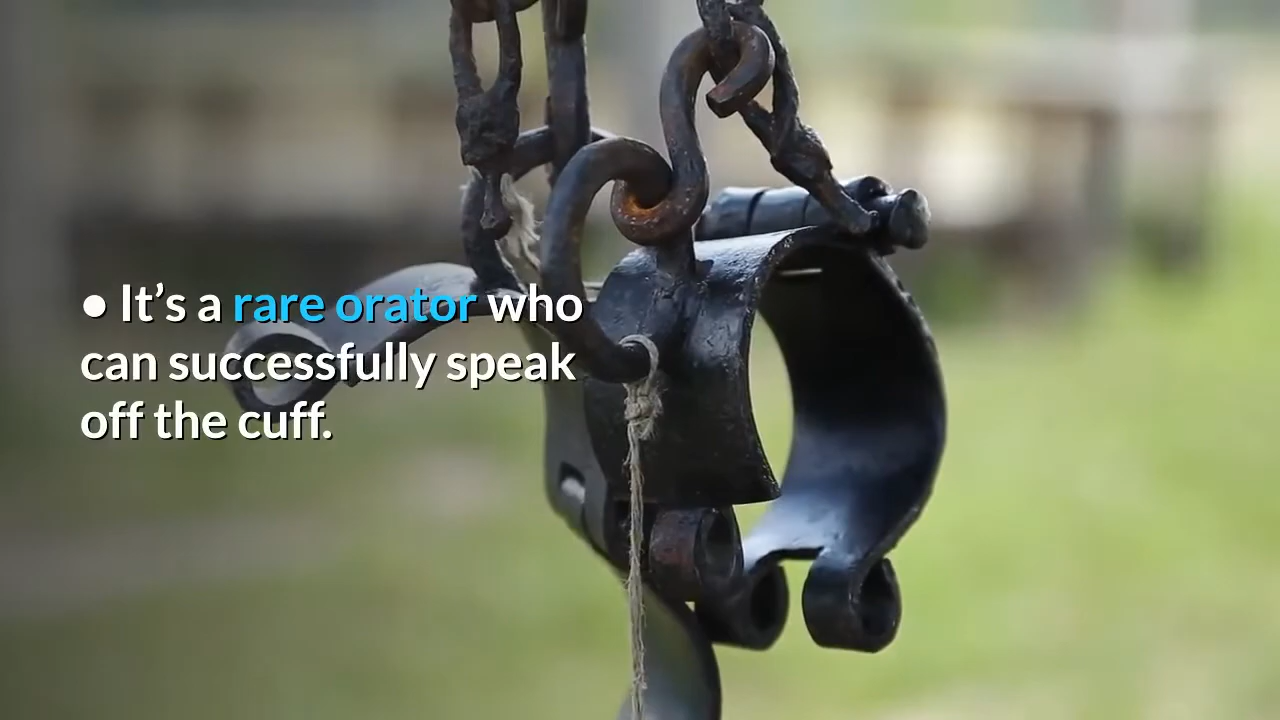 ● It’s a rare orator who
can successfully speak
off the cuff.